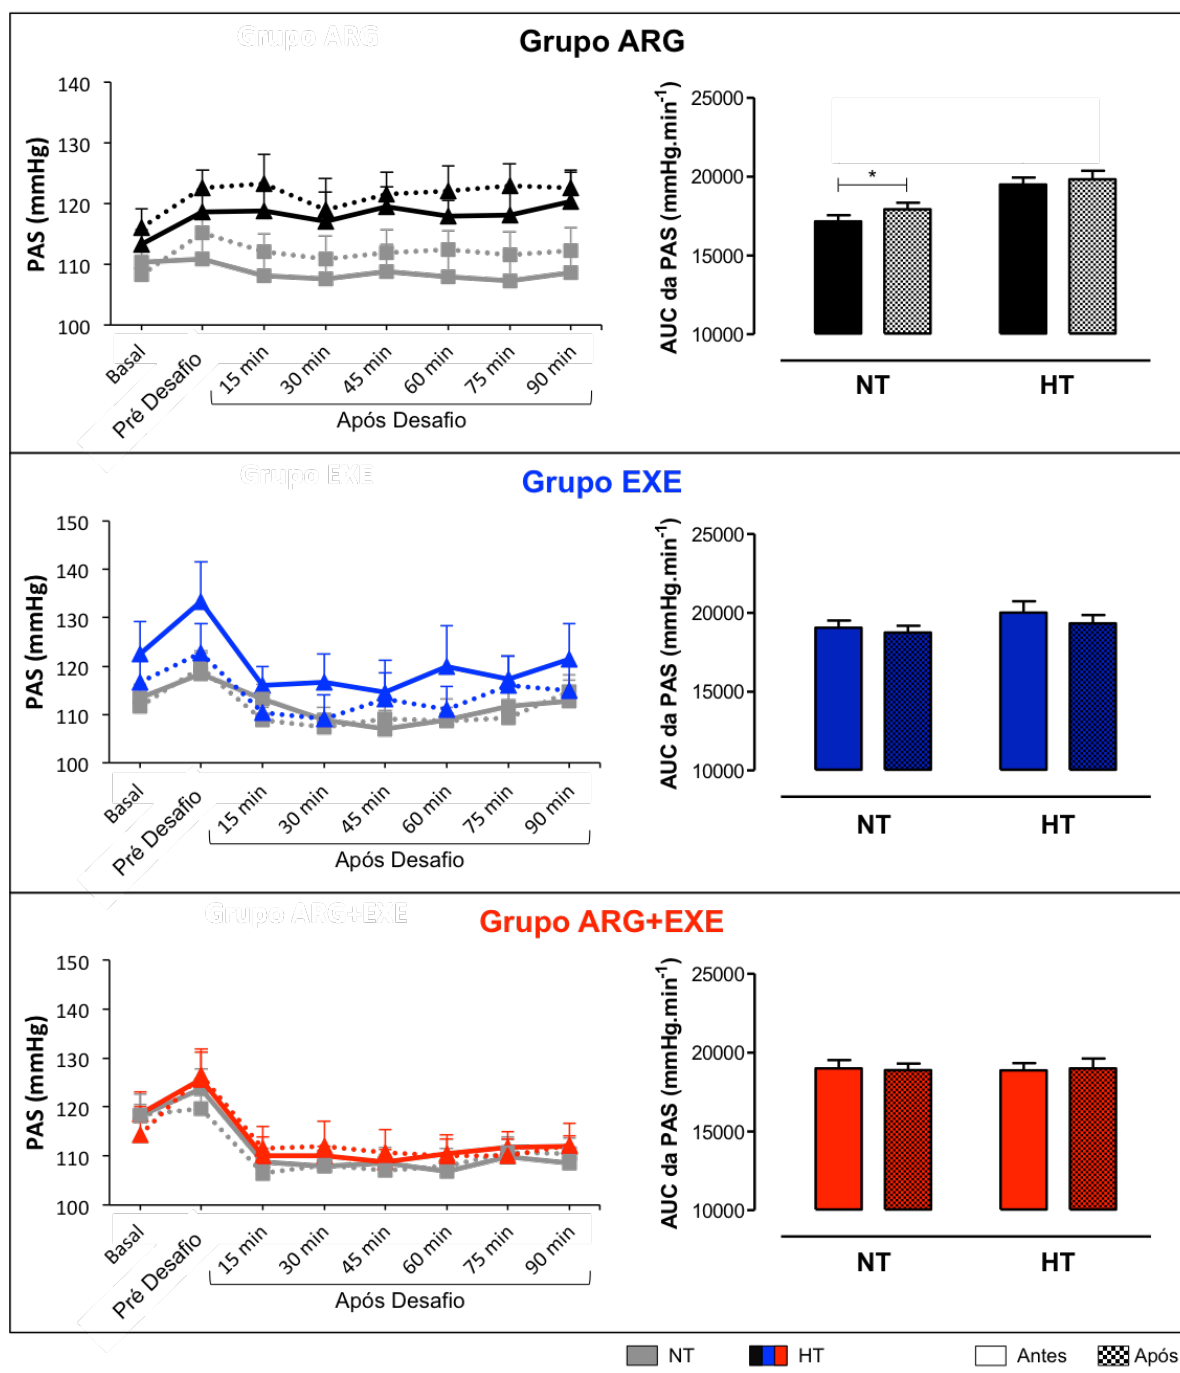 Grupo ARG
Grupo ARG
PAS (mmHg)
140
130
120
110
100
Basal
Pré Desafio
15 min
30 min
45 min
60 min
75 min
90 min
Após Desafio
AUC da PAS (mmHg.min-1)
25000
20000
15000
10000
*
NT
HT
Grupo EXE
Grupo EXE
PAS (mmHg)
150
140
130
120
110
100
Basal
Pré Desafio
15 min
30 min
45 min
60 min
75 min
90 min
Após Desafio
AUC da PAS (mmHg.min-1)
25000
20000
15000
10000
NT
HT
Grupo ARG+EXE
Grupo ARG+EXE
PAS (mmHg)
150
140
130
120
110
100
Basal
Pré Desafio
15 min
30 min
45 min
60 min
75 min
90 min
Após Desafio
AUC da PAS (mmHg.min-1)
25000
20000
15000
10000
NT
HT
NT
HT
Antes
Após